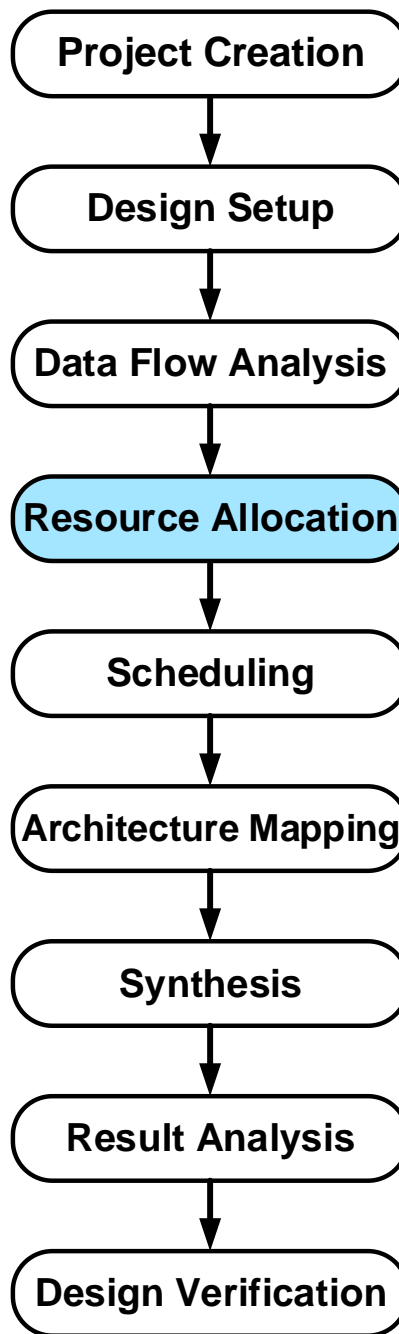 Project Creation
Design Setup
Data Flow Analysis
Resource Allocation
Scheduling
Architecture Mapping
Synthesis
Result Analysis
Design Verification